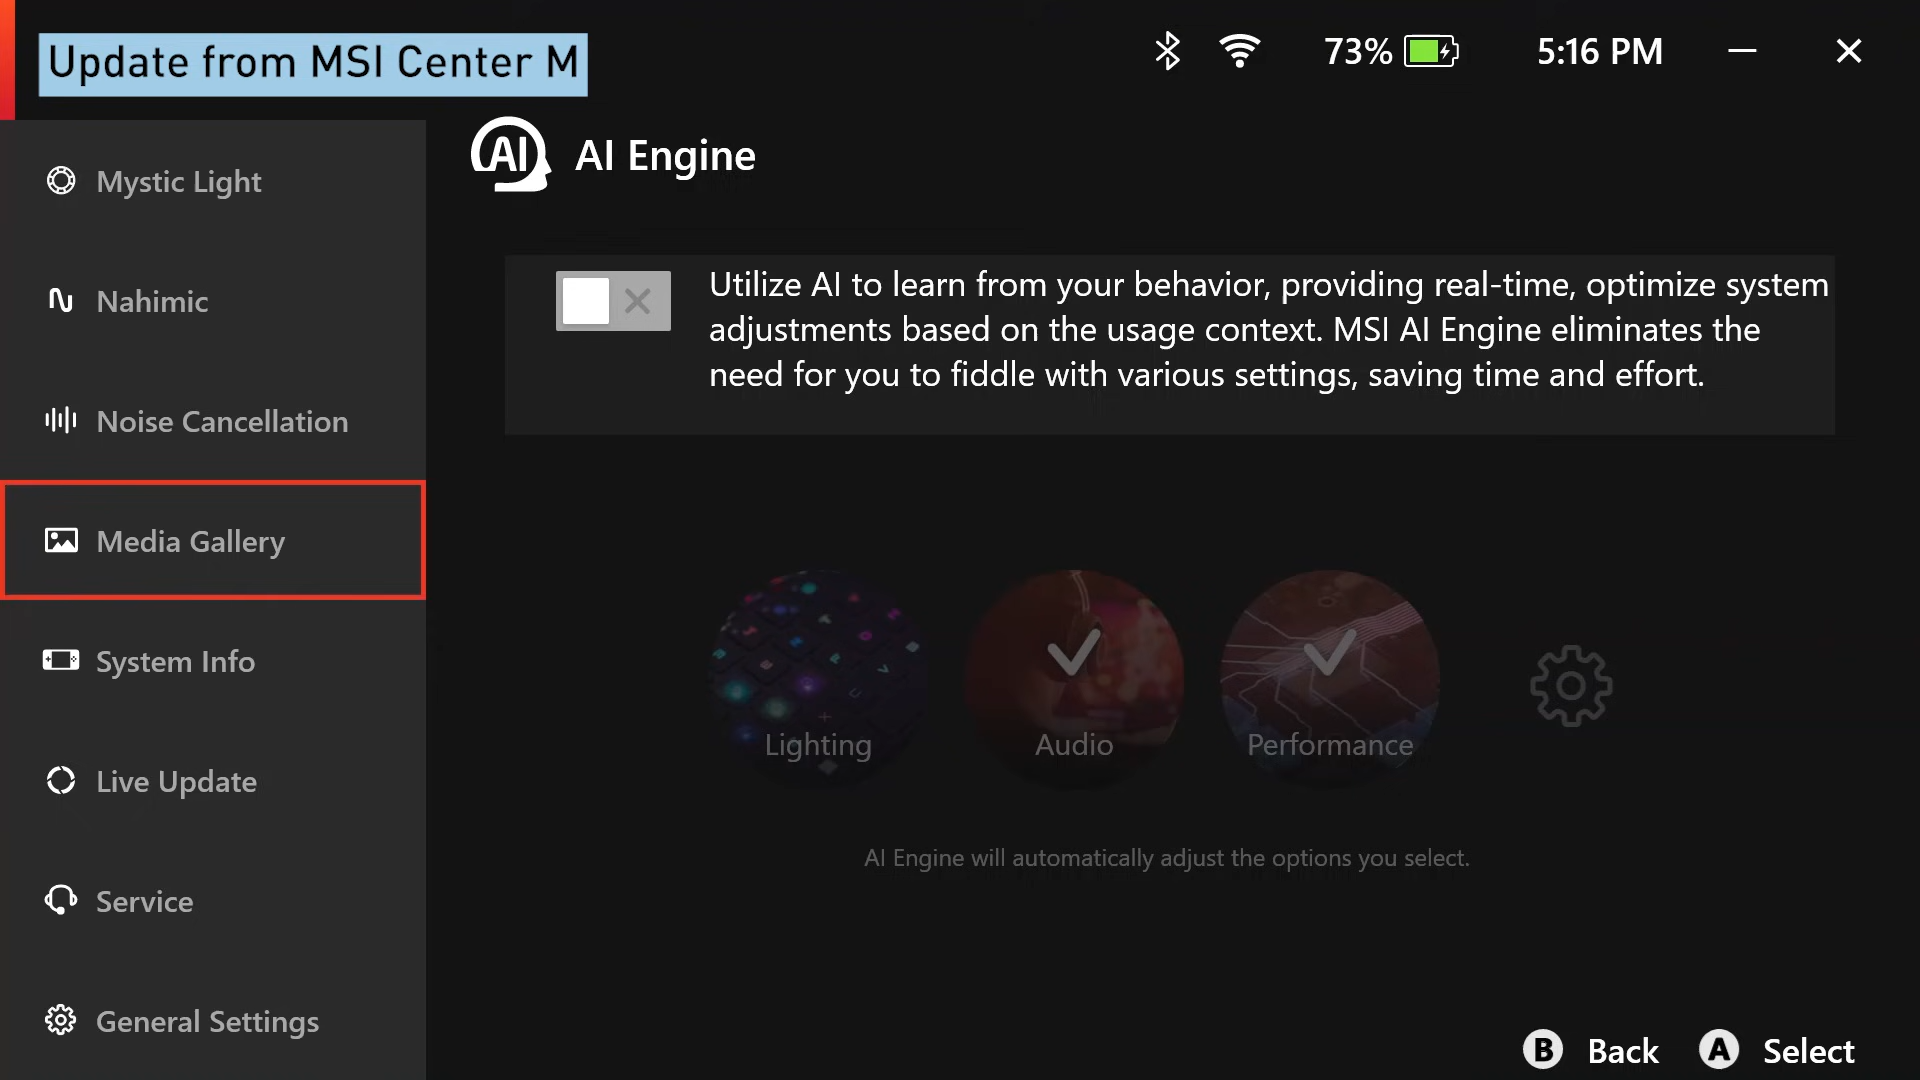 Update from MSI Center M
73%
5:16 PM
AI Engine
Mystic Light
Nahimic
Noise Cancellation
Media Gallery
System Info
Live Update
Service
General Settings
Utilize AI to learn from your behavior, providing real-time, optimize system
adjustments based on the usage context. MSI AI Engine eliminates the
need for you to fiddle with various settings, saving time and effort.
Lighting
Audio
Performance
AI Engine will automatically adjust the options you select.
B Back
A Select